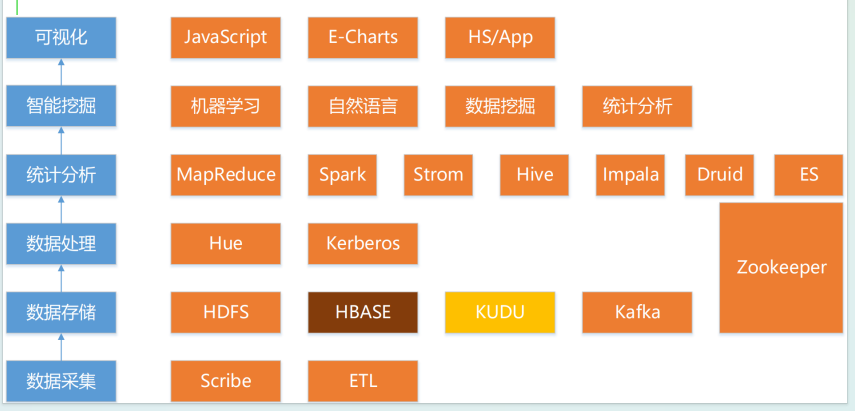 可视化 JavaScript E-Charts HS/App
智能挖掘 机器学习 自然语言 数据挖掘 统计分析
统计分析 MapReduce Spark Strom Hive Impala Druid ES
数据处理 Hue Kerberos
Zookeeper
数据存储 HDFS HBASE KUDU Kafka
数据采集 Scribe ETL